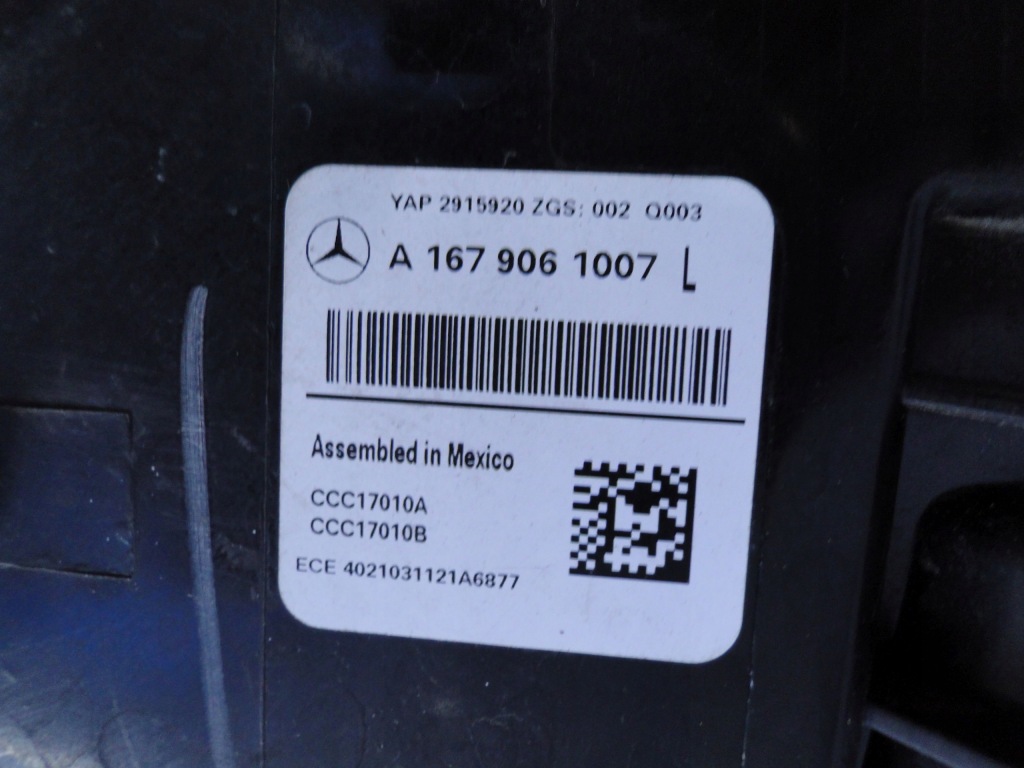 YAP 2915920 ZGS: 002 Q003
A 167 906 1007 L
Assembled in Mexico
CCC17010A
CCC17010B
ECE 4021031121A6877